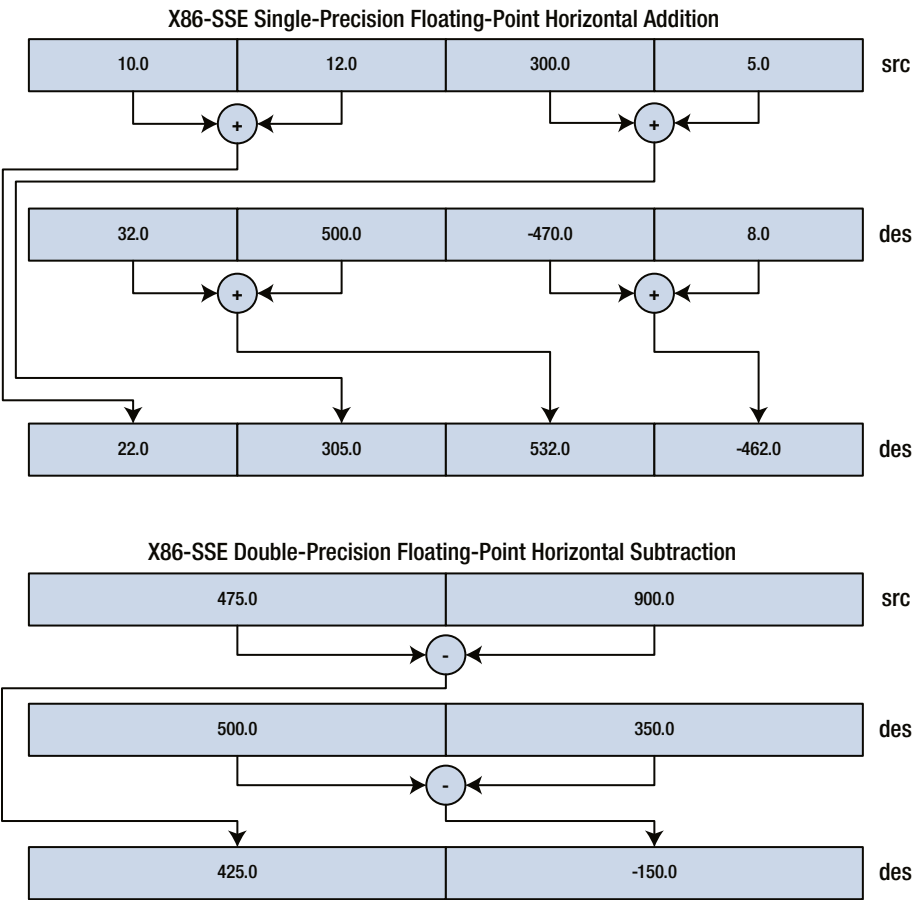 X86-SSE Single-Precision Floating-Point Horizontal Addition
10.0 12.0 300.0 5.0 src
+ +
32.0 500.0 -470.0 8.0 des
+ +
22.0 305.0 532.0 -462.0 des
X86-SSE Double-Precision Floating-Point Horizontal Subtraction
475.0 900.0 src
-
500.0 350.0 des
-
425.0 -150.0 des